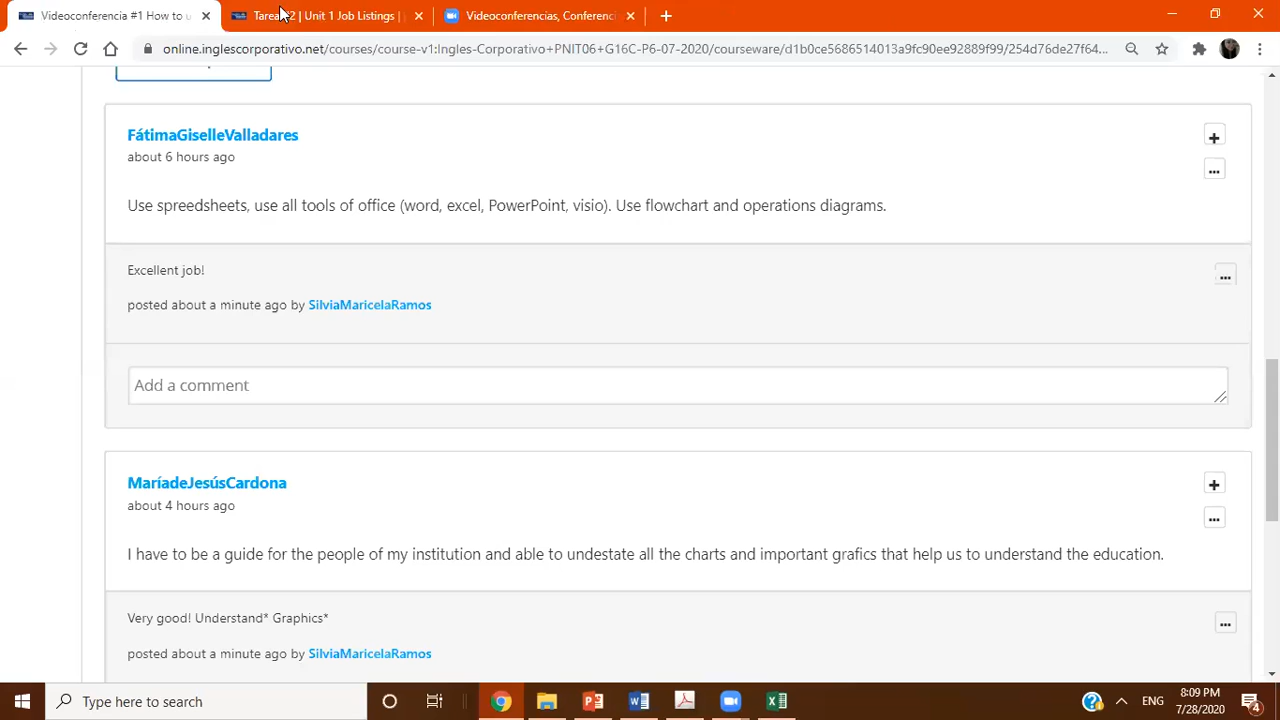 Videoconferencia #1 How to u
Tarea 2 | Unit 1 Job Listings |
Videoconferencias, Conferenci
online.inglescorporativo.net/courses/course-v1:Ingles-Corporativo+PNIT06+G16C-P6-07-2020/courseware/d1b0ce5686514013a9fc90ee92889f99/254d76de27f64...
FátimaGiselleValladares
about 6 hours ago
Use spreedsheets, use all tools of office (word, excel, PowerPoint, visio). Use flowchart and operations diagrams.
Excellent job!
posted about a minute ago by SilviaMaricelaRamos
Add a comment
MaríadeJesúsCardona
about 4 hours ago
I have to be a guide for the people of my institution and able to undestate all the charts and important grafics that help us to understand the education.
Very good! Understand* Graphics*
posted about a minute ago by SilviaMaricelaRamos
Type here to search
ENG
8:09 PM
7/28/2020
4